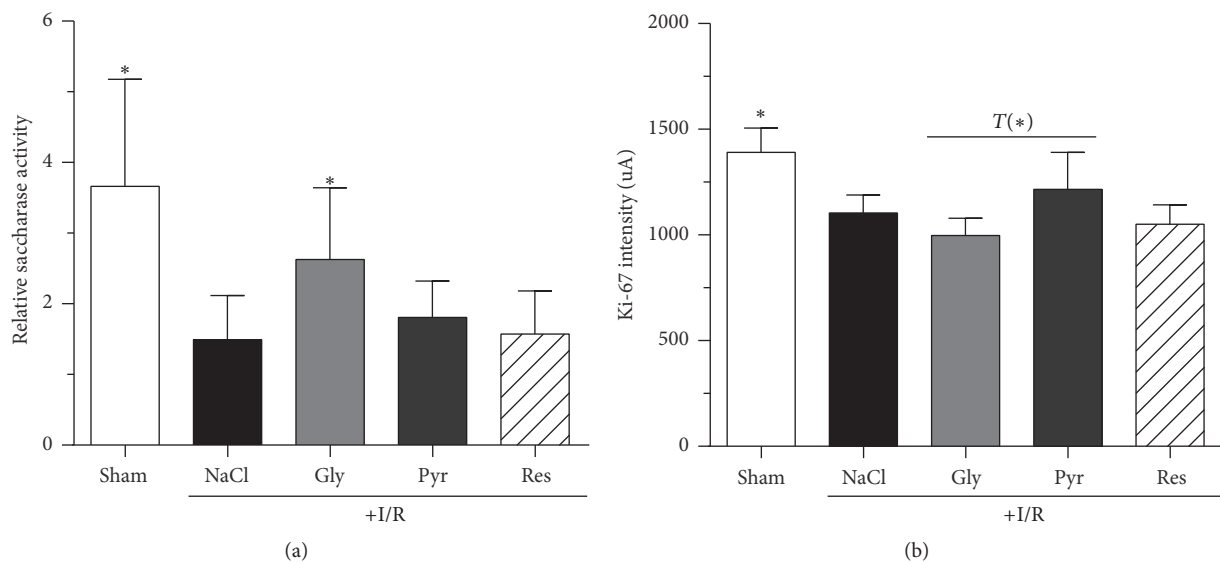 Relative saccharase activity
6
4
2
0
*
*
Sham
NaCl
Gly
Pyr
Res
+I/R
(a)
Ki-67 intensity (uA)
2000
1500
1000
500
0
*
T(*)
Sham
NaCl
Gly
Pyr
Res
+I/R
(b)